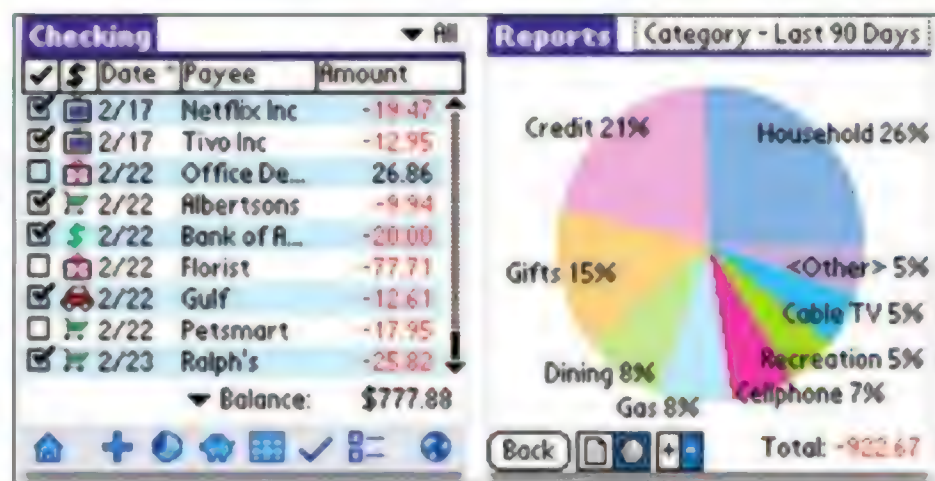 Checking
All
$ Date Payee Amount
2/17 Netflix Inc -19.47
2/17 Tivo Inc -12.95
2/22 Office De... 26.86
2/22 Albertsons -9.94
2/22 Bank of A... -20.00
2/22 Florist -77.71
2/22 Gulf -12.61
2/22 Petsmart -17.95
2/23 Ralph's -25.82
Balance: $777.88
Reports
Category - Last 90 Days
Credit 21%
Household 26%
Gifts 15%
<Other> 5%
Cable TV 5%
Recreation 5%
Dining 8%
Cellphone 7%
Gas 8%
Back
+ -
Total: -922.67